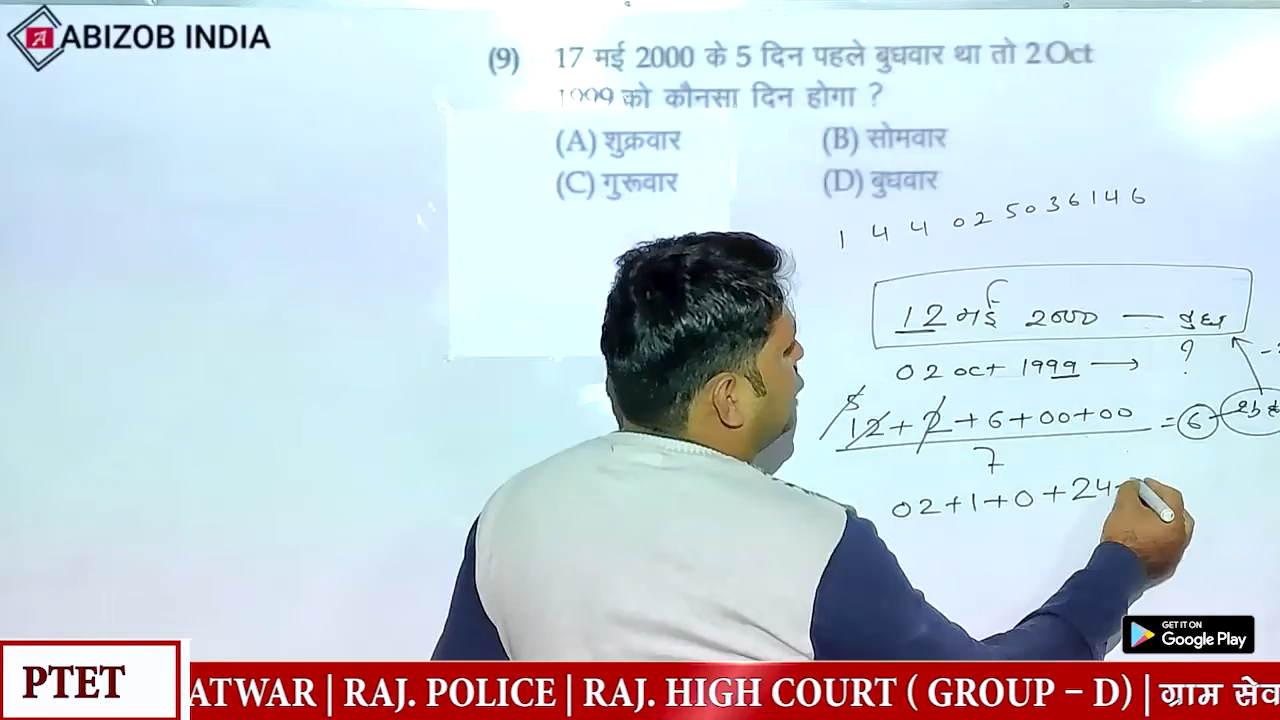 ABIZOB INDIA
(9) 17 मई 2000 के 5 दिन पहले बुधवार था तो 2 Oct
1999 को कौनसा दिन होगा ?
(A) शुक्रवार (B) सोमवार
(C) गुरूवार (D) बुधवार
1 4 4 0 2 5 0 3 6 1 4 6
12 मई 2000 — बुध
02 oct 1999 → ?
5
12 + 2 + 6 + 00 + 00 = 6
7
02 + 1 + 0 + 24
GET IT ON
Google Play
PTET
ATWAR | RAJ. POLICE | RAJ. HIGH COURT ( GROUP – D) | ग्राम सेव